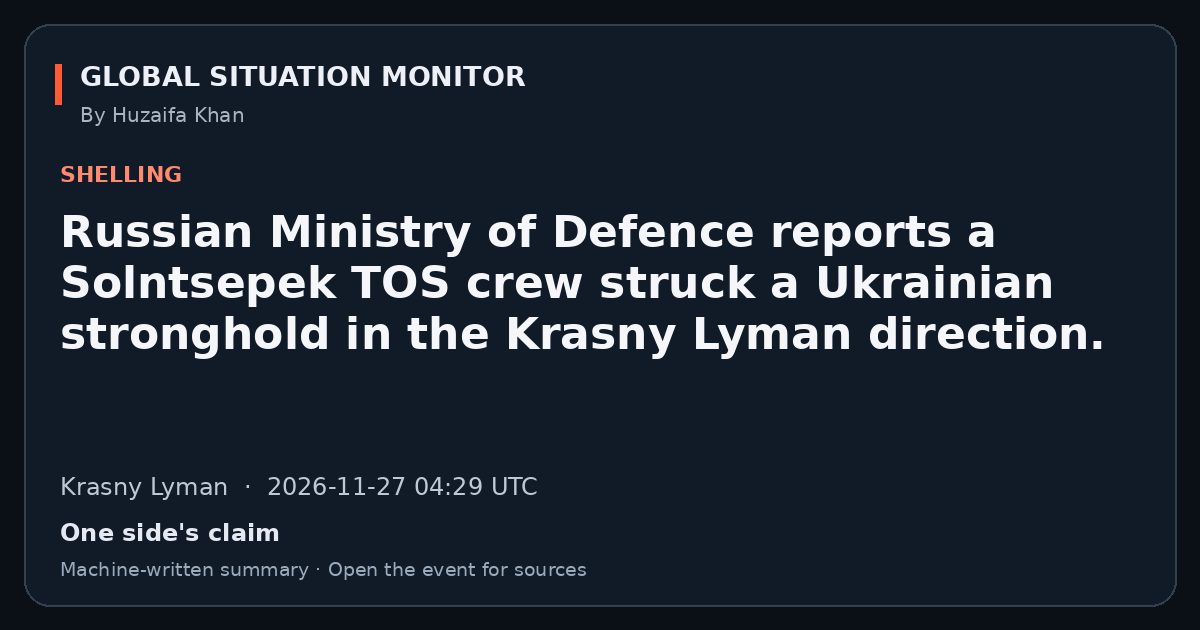 GLOBAL SITUATION MONITOR
By Huzaifa Khan
SHELLING
Russian Ministry of Defence reports a
Solntsepek TOS crew struck a Ukrainian
stronghold in the Krasny Lyman direction.
Krasny Lyman · 2026-11-27 04:29 UTC
One side's claim
Machine-written summary · Open the event for sources